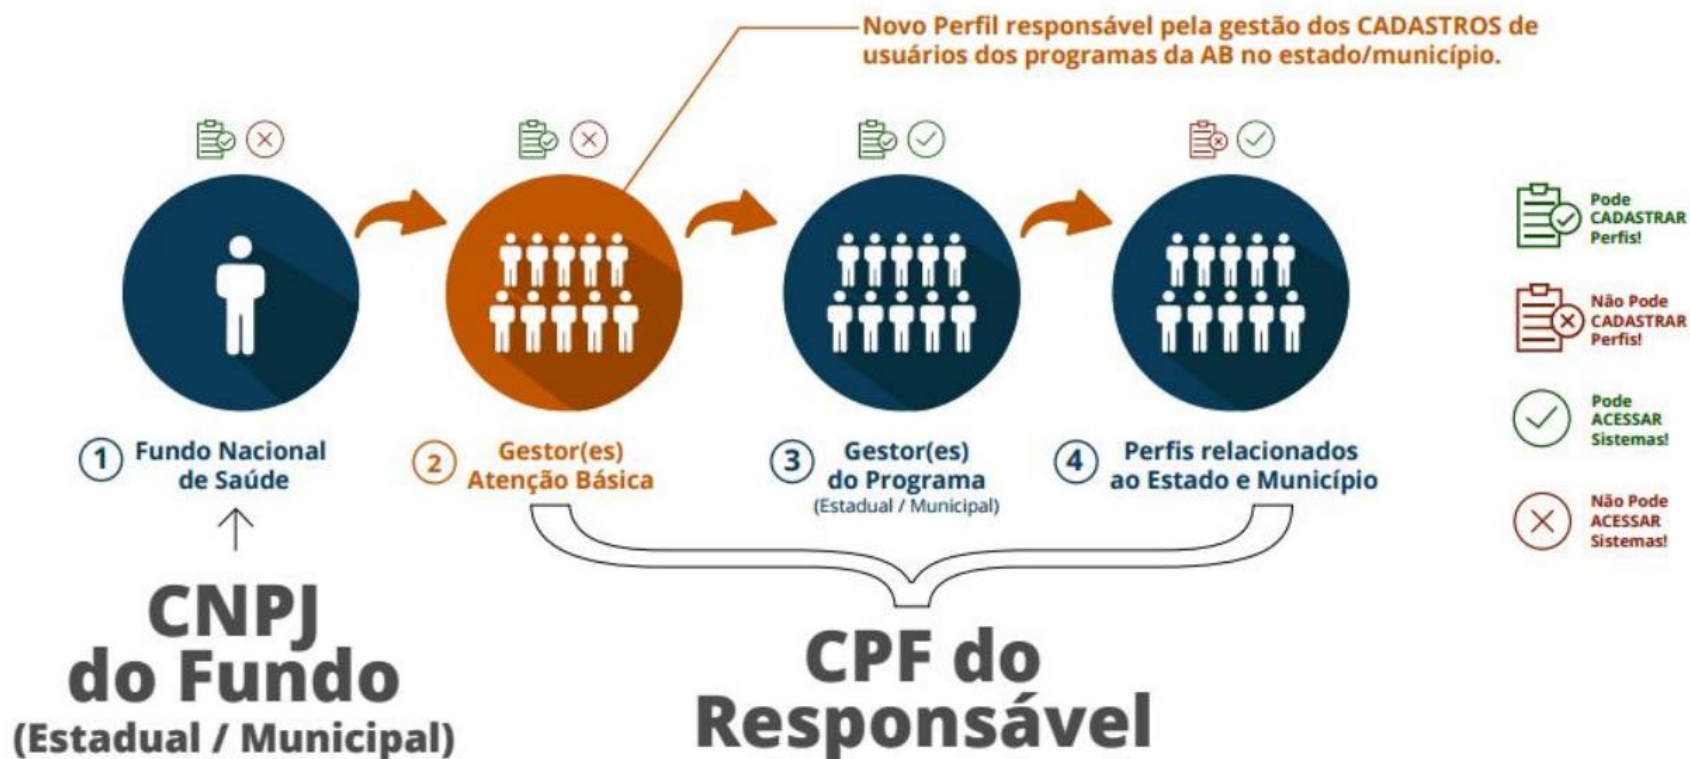 Novo Perfil responsável pela gestão dos CADASTROS de
usuários dos programas da AB no estado/município.
1
Fundo Nacional
de Saúde
2
Gestor(es)
Atenção Básica
3
Gestor(es)
do Programa
(Estadual / Municipal)
4
Perfis relacionados
ao Estado e Município
CNPJ
do Fundo
(Estadual / Municipal)
CPF do
Responsável
Pode
CADASTRAR
Perfis!
Não Pode
CADASTRAR
Perfis!
Pode
ACESSAR
Sistemas!
Não Pode
ACESSAR
Sistemas!